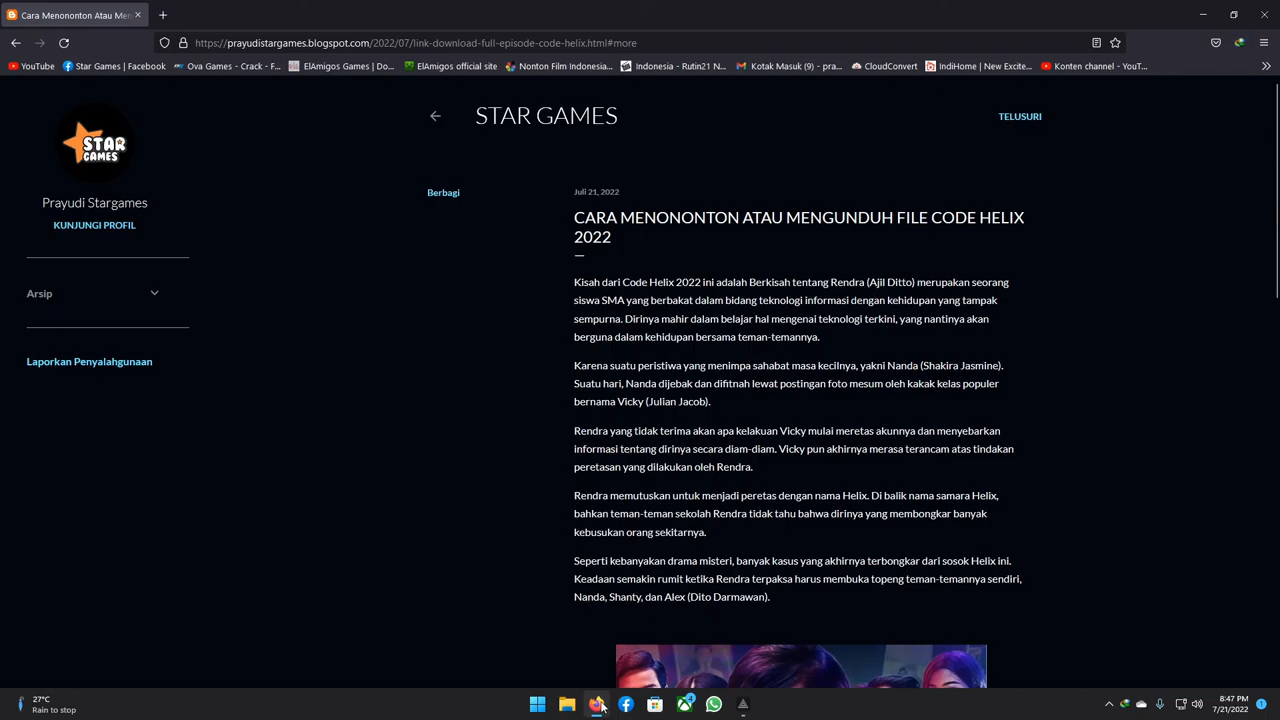 Cara Menononton Atau Men
https://prayudistargames.blogspot.com/2022/07/link-download-full-episode-code-helix.html#more
YouTube
Star Games | Facebook
Ova Games - Crack - F...
ElAmigos Games | Do...
ElAmigos official site
Nonton Film Indonesia...
Indonesia - Rutin21 N...
Kotak Masuk (9) - pra...
CloudConvert
IndiHome | New Excite...
Konten channel - YouT...
STAR GAMES
Prayudi Stargames
KUNJUNGI PROFIL
Arsip
Laporkan Penyalahgunaan
STAR GAMES
TELUSURI
Berbagi
Juli 21, 2022
CARA MENONONTON ATAU MENGUNDUH FILE CODE HELIX
2022
Kisah dari Code Helix 2022 ini adalah Berkisah tentang Rendra (Ajil Ditto) merupakan seorang
siswa SMA yang berbakat dalam bidang teknologi informasi dengan kehidupan yang tampak
sempurna. Dirinya mahir dalam belajar hal mengenai teknologi terkini, yang nantinya akan
berguna dalam kehidupan bersama teman-temannya.
Karena suatu peristiwa yang menimpa sahabat masa kecilnya, yakni Nanda (Shakira Jasmine).
Suatu hari, Nanda dijebak dan difitnah lewat postingan foto mesum oleh kakak kelas populer
bernama Vicky (Julian Jacob).
Rendra yang tidak terima akan apa kelakuan Vicky mulai meretas akunnya dan menyebarkan
informasi tentang dirinya secara diam-diam. Vicky pun akhirnya merasa terancam atas tindakan
peretasan yang dilakukan oleh Rendra.
Rendra memutuskan untuk menjadi peretas dengan nama Helix. Di balik nama samara Helix,
bahkan teman-teman sekolah Rendra tidak tahu bahwa dirinya yang membongkar banyak
kebusukan orang sekitarnya.
Seperti kebanyakan drama misteri, banyak kasus yang akhirnya terbongkar dari sosok Helix ini.
Keadaan semakin rumit ketika Rendra terpaksa harus membuka topeng teman-temannya sendiri,
Nanda, Shanty, dan Alex (Dito Darmawan).
27°C
Rain to stop
4
8:47 PM
7/21/2022
1